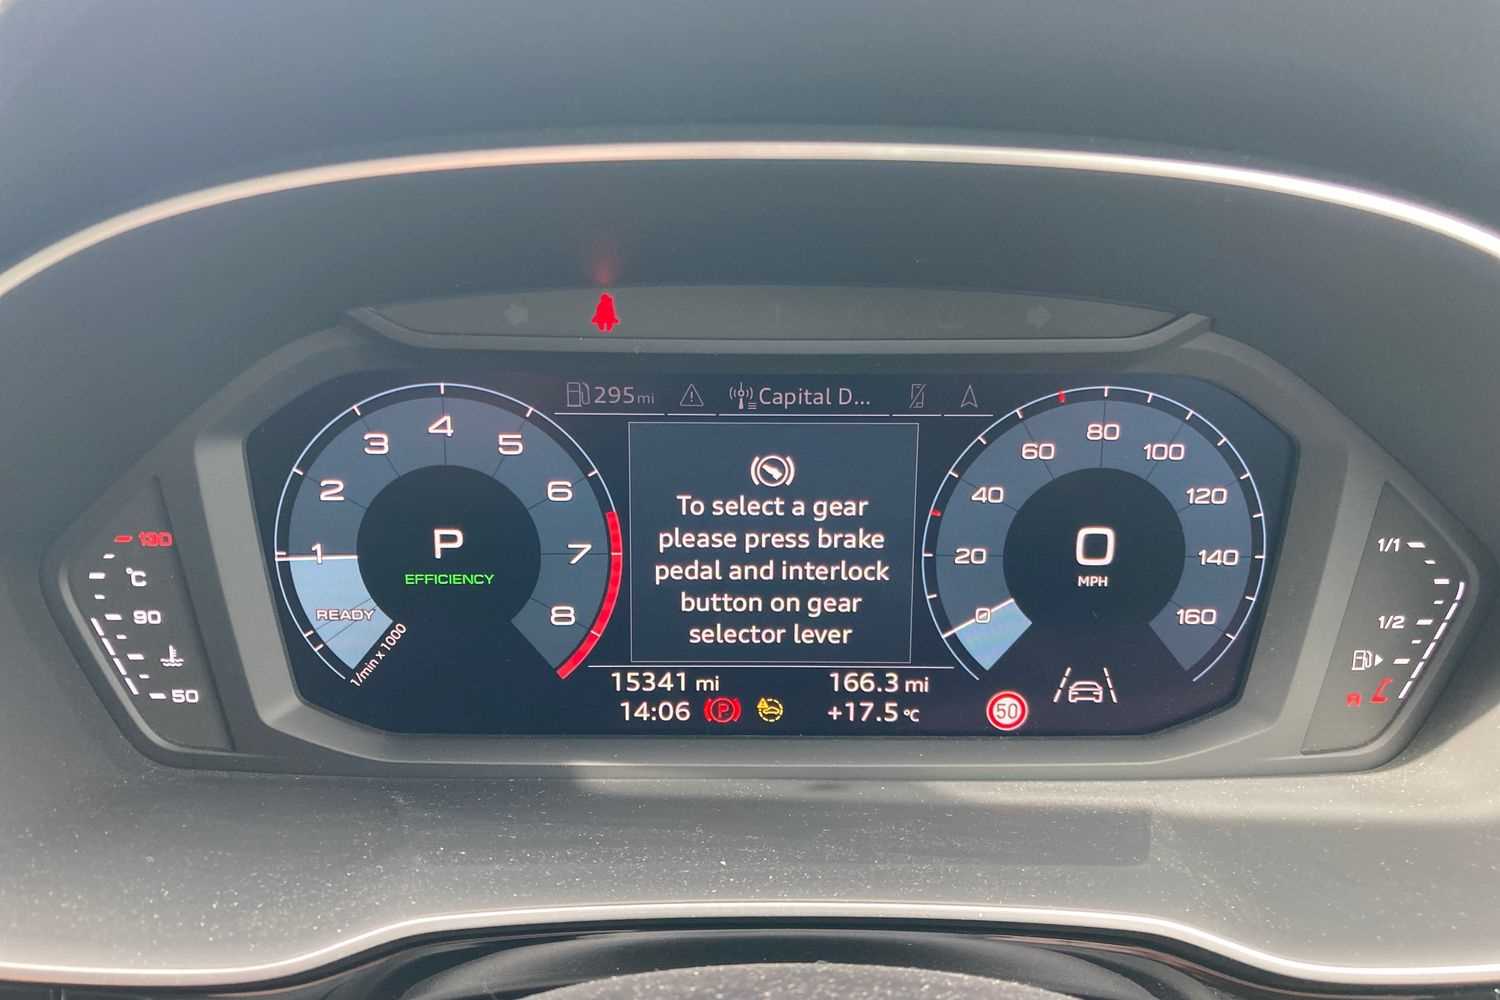 295 mi
Capital D...
1
2
3
4
5
6
7
8
P
EFFICIENCY
READY
1/min x 1000
To select a gear
please press brake
pedal and interlock
button on gear
selector lever
0
20
40
60
80
100
120
140
160
0
MPH
15341 mi
166.3 mi
14:06
P
+17.5 °C
50
130
°C
90
50
1/1
1/2
R